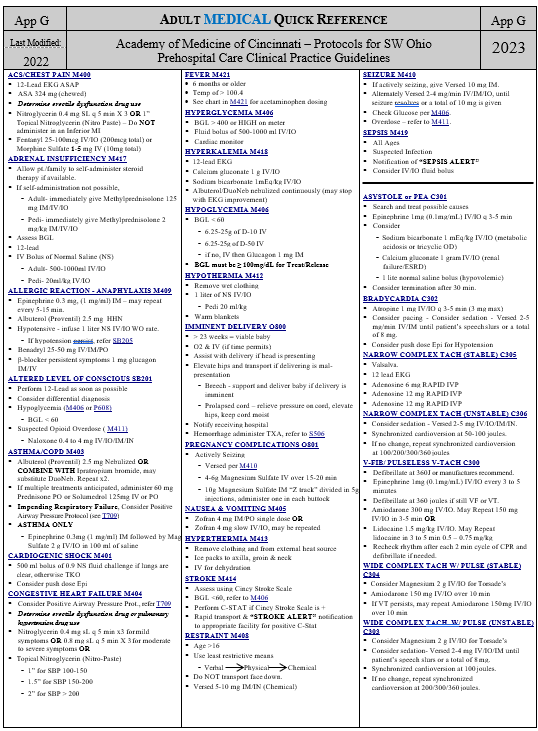 App G
ADULT MEDICAL QUICK REFERENCE
App G
Last Modified:
2022
Academy of Medicine of Cincinnati – Protocols for SW Ohio
Prehospital Care Clinical Practice Guidelines
2023
ACS/CHEST PAIN M400
12-Lead EKG ASAP
ASA 324 mg (chewed)
Determine erectile dysfunction drug use
Nitroglycerin 0.4 mg SL q 5 min X 3 OR 1”
Topical Nitroglycerin (Nitro Paste) – Do NOT
administer in an Inferior MI
Fentanyl 25-100mcg IV/IO (200mcg total) or
Morphine Sulfate 1-5 mg IV (10mg total)
ADRENAL INSUFFICIENCY M417
Allow pt./family to self-administer steroid
therapy if available.
If self-administration not possible,
- Adult- immediately give Methylprednisolone 125
mg IM/IO
- Pedi- immediately give Methylprednisolone 2
mg/kg IM/IV/IO
Assess BGL
12-lead
IV Bolus of Normal Saline (NS)
- Adult- 500-1000ml IV/IO
- Pedi- 20ml/kg IV/IO
ALLERGIC REACTION - ANAPHYLAXIS M409
Epinephrine 0.3 mg, (1 mg/ml) IM – may repeat
every 5-15 min.
Albuterol (Proventil) 2.5 mg HHN
Hypotensive - infuse 1 liter NS IV/IO WO rate.
- If hypotension refer SB205
Benadryl 25-50 mg IV/IM/PO
β-blocker persistent symptoms 1 mg glucagon
IM/IV
ALTERED LEVEL OF CONSCIOUS SB201
Perform 12-Lead as soon as possible
Consider differential diagnosis
Hypoglycemia (M406 or P608)
- BGL < 60
Suspected Opioid Overdose ( M411)
- Naloxone 0.4 to 4 mg IV/IO/IM/IN
ASTHMA/COPD M403
Albuterol (Proventil) 2.5 mg Nebulized OR
COMBINE WITH Ipratropium bromide, may
substitute DuoNeb. Repeat x2.
If multiple treatments anticipated, administer 60 mg
Prednisone PO or Solumedrol 125mg IV or PO
Impending Respiratory Failure, Consider Positive
Airway Pressure Protocol (see T709)
ASTHMA ONLY
- Epinephrine 0.3mg (1 mg/ml) IM followed by Mag
Sulfate 2 g IV/IO in 100 ml of saline
CARDIOGENIC SHOCK M401
500 ml bolus of 0.9 NS fluid challenge if lungs are
clear, otherwise TKO
Consider push dose Epi
CONGESTIVE HEART FAILURE M404
Consider Positive Airway Pressure Prot., refer T709
Determine erectile dysfunction drug or pulmonary
hypertension drug use
Nitroglycerin 0.4 mg sL q 5 min x3 for mild
symptoms OR 0.8 mg sL q 5 min X 3 for moderate
to severe symptoms OR
Topical Nitroglycerin (Nitro-Paste)
- 1” for SBP 100-150
- 1.5” for SBP 150-200
- 2” for SBP > 200
FEVER M421
6 months or older
Temp of > 100.4
See chart in M421 for acetaminophen dosing
HYPERGLYCEMIA M406
BGL > 400 or HIGH on meter
Fluid bolus of 500-1000 ml IV/IO
Cardiac monitor
HYPERKALEMIA M418
12-lead EKG
Calcium gluconate 1 g IV/IO
Sodium bicarbonate 1mEq/kg IV/IO
Albuterol/DuoNeb nebulized continuously (may stop
with EKG improvement)
HYPOGLYCEMIA M406
BGL < 60
- 6.25-25g of D-10 IV
- 6.25-25g of D-50 IV
- if no, IV then Glucagon 1 mg IM
BGL must be ≥ 100mg/dL for Treat/Release
HYPOTHERMIA M412
Remove wet clothing
1 liter of NS IV/IO
- Pedi 20 ml/kg
Warm blankets
IMMINENT DELIVERY O800
> 23 weeks = viable baby
O2 & IV (if time permits)
Assist with delivery if head is presenting
Elevate hips and transport if delivering is mal-
presentation
- Breech - support and deliver baby if delivery is
imminent
- Prolapsed cord – relieve pressure on cord, elevate
hips, keep cord moist
Notify receiving hospital
Hemorrhage administer TXA, refer to S506
PREGNANCY COMPLICATIONS O801
Actively Seizing
- Versed per M410
- 4-6g Magnesium Sulfate IV over 15-20 min
- 10g Magnesium Sulfate IM “Z track” divided in 5g
injections, administer one in each buttock
NAUSEA & VOMITING M405
Zofran 4 mg IM/PO single dose OR
Zofran 4 mg slow IV/IO, may be repeated
HYPERTHERMIA M413
Remove clothing and from external heat source
Ice packs to axilla, groin & neck
IV for dehydration
STROKE M414
Assess using Cincy Stroke Scale
BGL <60, refer to M406
Perform C-STAT if Cincy Stroke Scale is +
Rapid transport & “STROKE ALERT” notification
to appropriate facility for positive C-Stat
RESTRAINT M408
Age >16
Use least restrictive means
- Verbal Physical Chemical
Do NOT transport face down.
Versed 5-10 mg IM/IN (Chemical)
SEIZURE M410
If actively seizing, give Versed 10 mg IM.
Alternately Versed 2-4 mg/min IV/IM/IO, until
seizure resolves or a total of 10 mg is given
Check Glucose per M406.
Overdose – refer to M411.
SEPSIS M419
All Ages
Suspected Infection
Notification of “SEPSIS ALERT”
Consider IV/IO fluid bolus
ASYSTOLE or PEA C301
Search and treat possible causes
Epinephrine 1mg (0.1mg/mL) IV/IO q 3-5 min
Consider
- Sodium bicarbonate 1 mEq/kg IV/IO (metabolic
acidosis or tricyclic OD)
- Calcium gluconate 1 gram IV/IO (renal
failure/ESRD)
- 1 liter normal saline bolus (hypovolemic)
Consider termination after 30 min.
BRADYCARDIA C302
Atropine 1 mg IV/IO q 3-5 min (3 mg max)
Consider pacing - Consider sedation - Versed 2-5
mg/min IV/IM until patient's speech slurs or a total
of 8 mg.
Consider push dose Epi for Hypotension
NARROW COMPLEX TACH (STABLE) C305
Valsalva.
12 lead EKG
Adenosine 6 mg RAPID IVP
Adenosine 12 mg RAPID IVP
Adenosine 12 mg RAPID IVP
NARROW COMPLEX TACH (UNSTABLE) C306
Consider sedation - Versed 2-5 mg IV/IO/IM/IN.
Synchronized cardioversion at 50-100 joules.
If no change, repeat synchronized cardioversion
at 100/200/300/360 joules
V-FIB/ PULSELESS V-TACH C300
Defibrillate at 360J or manufactures recommend.
Epinephrine 1mg (0.1mg/mL) IV/IO every 3 to 5
minutes
Defibrillate at 360 joules if still VF or VT.
Amiodarone 300 mg IV/IO. May Repeat 150 mg
IV/IO in 3-5 min OR
Lidocaine 1.5 mg/kg IV/IO. May repeat
lidocaine in 3 to 5 min 0.5 – 0.75 mg/kg
Recheck rhythm after each 2 min cycle of CPR and
defibrillate if needed.
WIDE COMPLEX TACH W/ PULSE (STABLE)
C304
Consider Magnesium 2 g IV/IO for Torsade's
Amiodarone 150 mg IV/IO over 10 min
If VT persists, may repeat Amiodarone 150mg IV/IO
over 10 min
WIDE COMPLEX TACH W/ PULSE (UNSTABLE)
C303
Consider Magnesium 2 g IV/IO for Torsade's
Consider sedation- Versed 2-4 mg IV/IO/IM until
patient's speech slurs or a total of 8mg.
Synchronized cardioversion at 100 joules.
If no change, repeat synchronized
cardioversion at 200/300/360 joules.